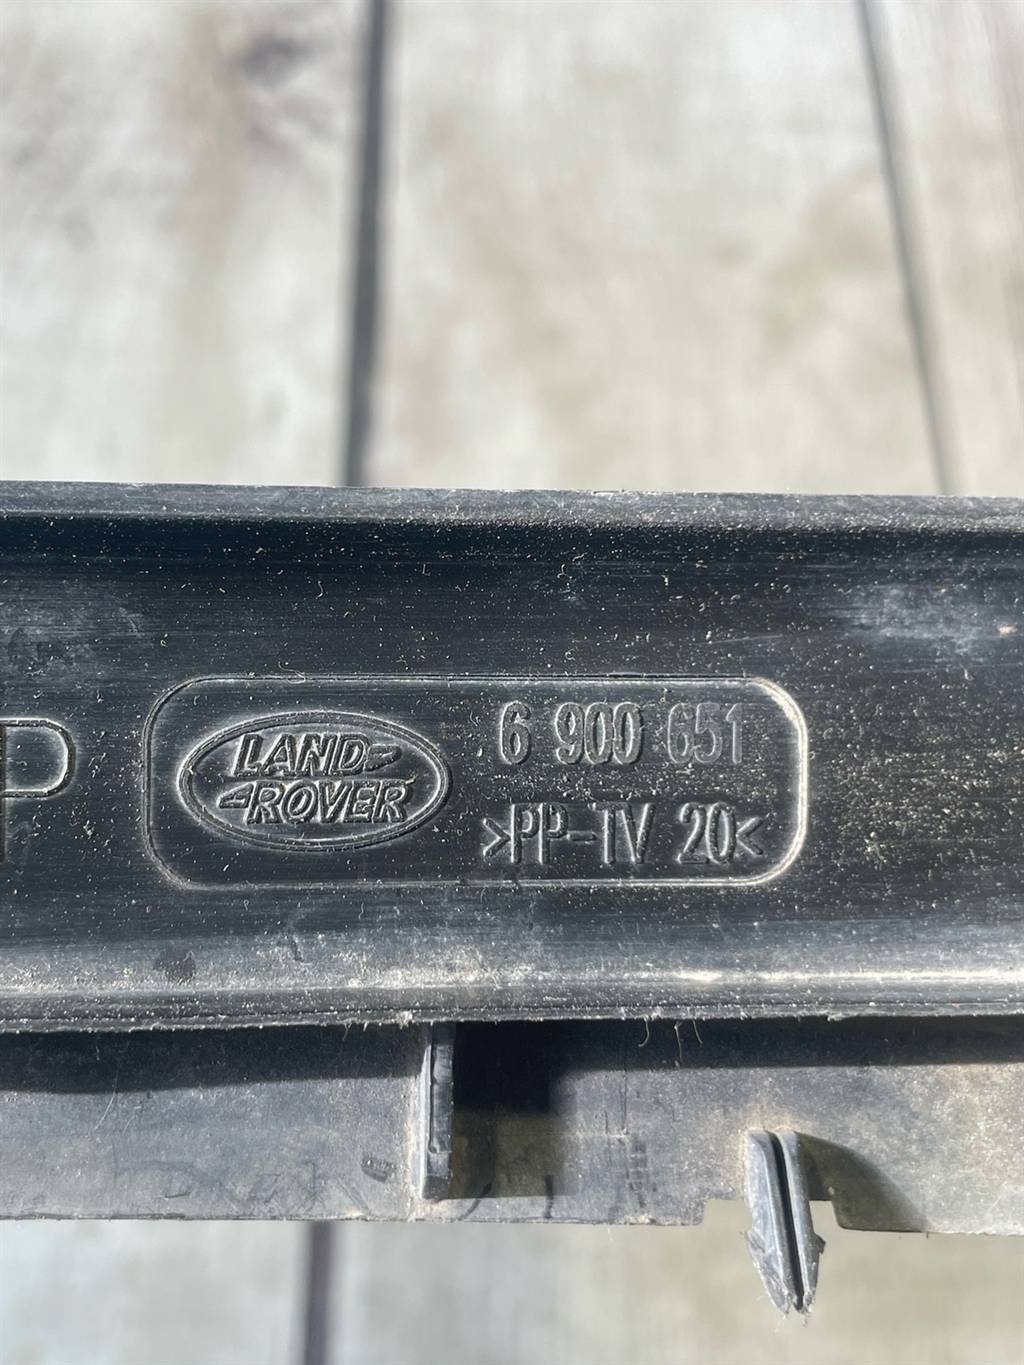 P
LAND
ROVER
6 900 651
>PP-TV 20<